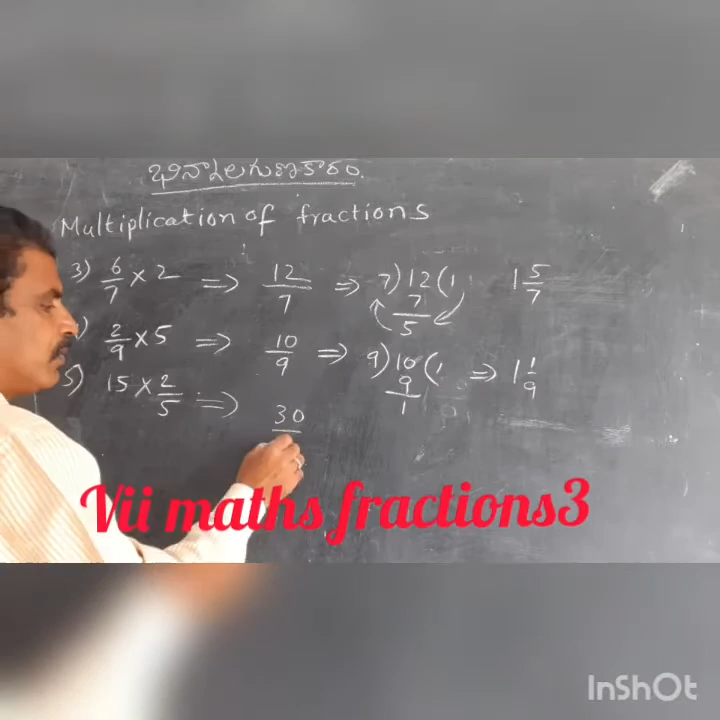 భిన్నాల గుణకారం.
Multiplication of fractions
3) 6/7 × 2 ⇒ 12/7 ⇒ 7)12(1 7 5 1 5/7
) 2/9 × 5 ⇒ 10/9 ⇒ 9)10(1 9 1 ⇒ 1 1/9
5) 15 × 2/5 ⇒ 30
Vii maths fractions3
InShOt